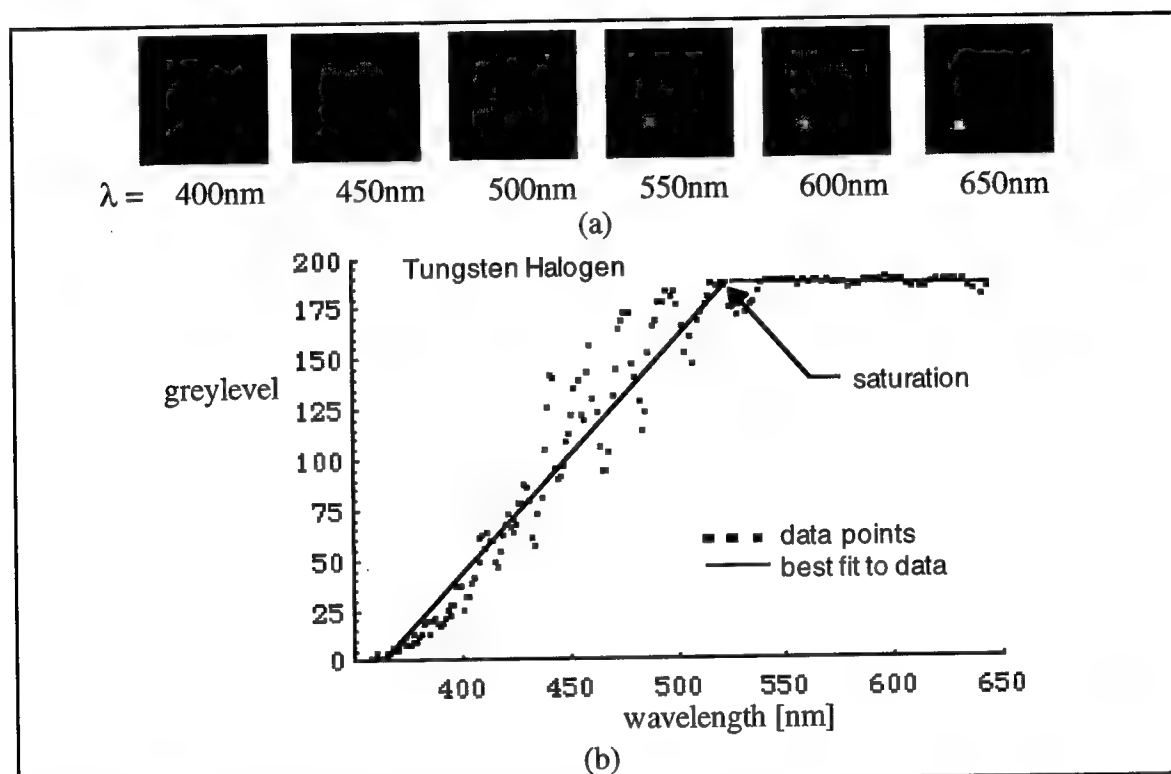 λ = 400nm 450nm 500nm 550nm 600nm 650nm
(a)
200
Tungsten Halogen
175
150
saturation
greylevel
125
100
75
data points
50
best fit to data
25
0
400 450 500 550 600 650
wavelength [nm]
(b)